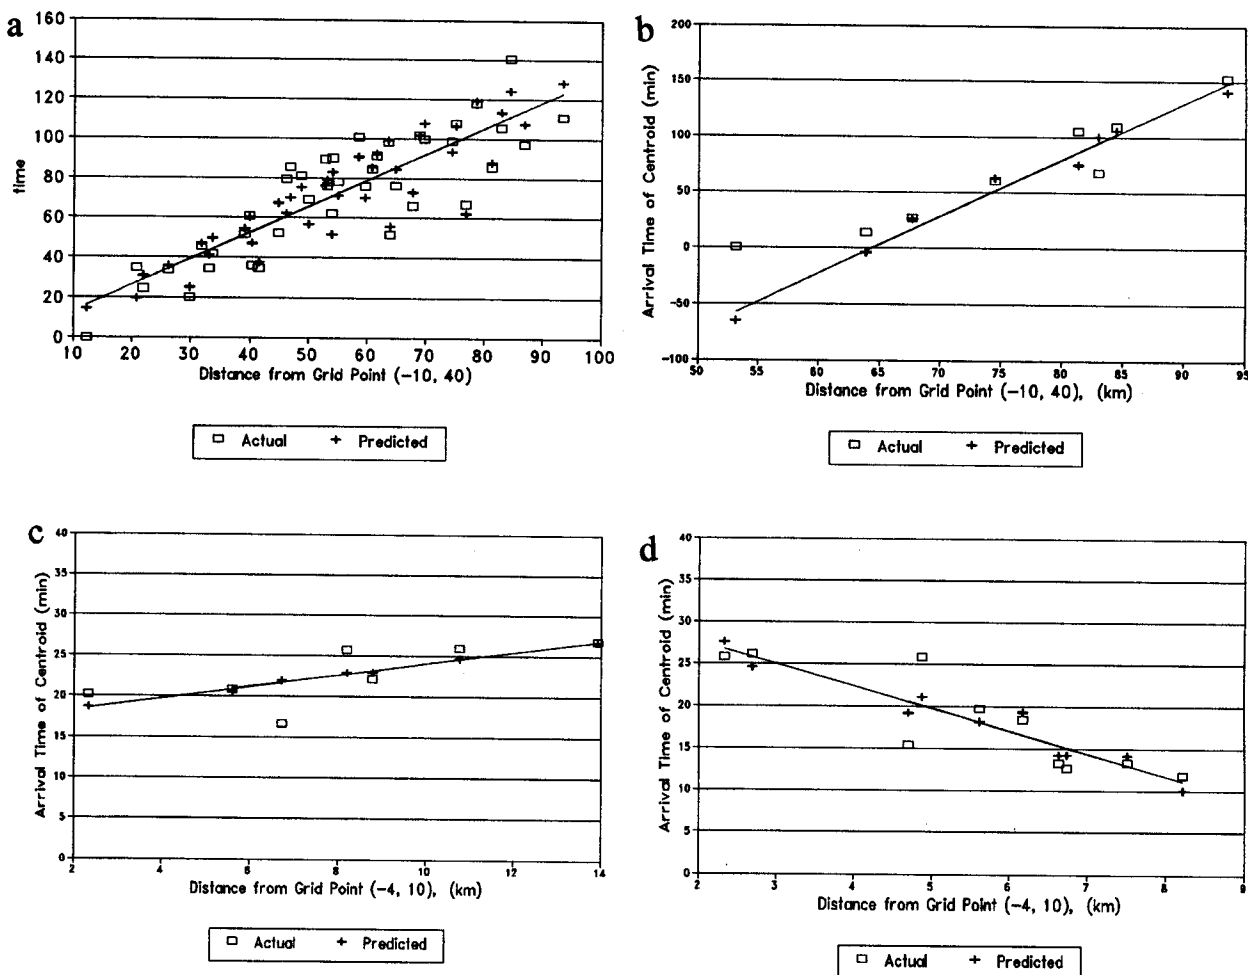 a
160
140
120
100
80
60
40
20
0
time
10 20 30 40 50 60 70 80 90 100
Distance from Grid Point (-10, 40)
Actual Predicted
b
200
150
100
50
0
-50
-100
Arrival Time of Centroid (min)
50 55 60 65 70 75 80 85 90 95
Distance from Grid Point (-10, 40), (km)
Actual Predicted
c
40
35
30
25
20
15
10
5
0
Arrival Time of Centroid (min)
2 4 6 8 10 12 14
Distance from Grid Point (-4, 10), (km)
Actual Predicted
d
40
35
30
25
20
15
10
5
0
Arrival Time of Centroid (min)
2 3 4 5 6 7 8 9
Distance from Grid Point (-4, 10), (km)
Actual Predicted